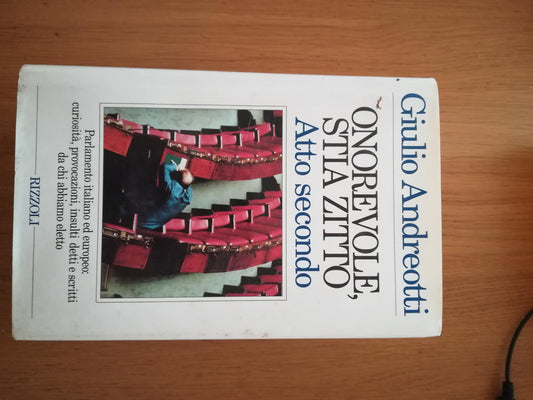 Giulio Andreotti
ONOREVOLE,
STIA ZITTO
Atto secondo
Parlamento italiano ed europeo:
curiosità, provocazioni, insulti detti e scritti
da chi abbiamo eletto
RIZZOLI